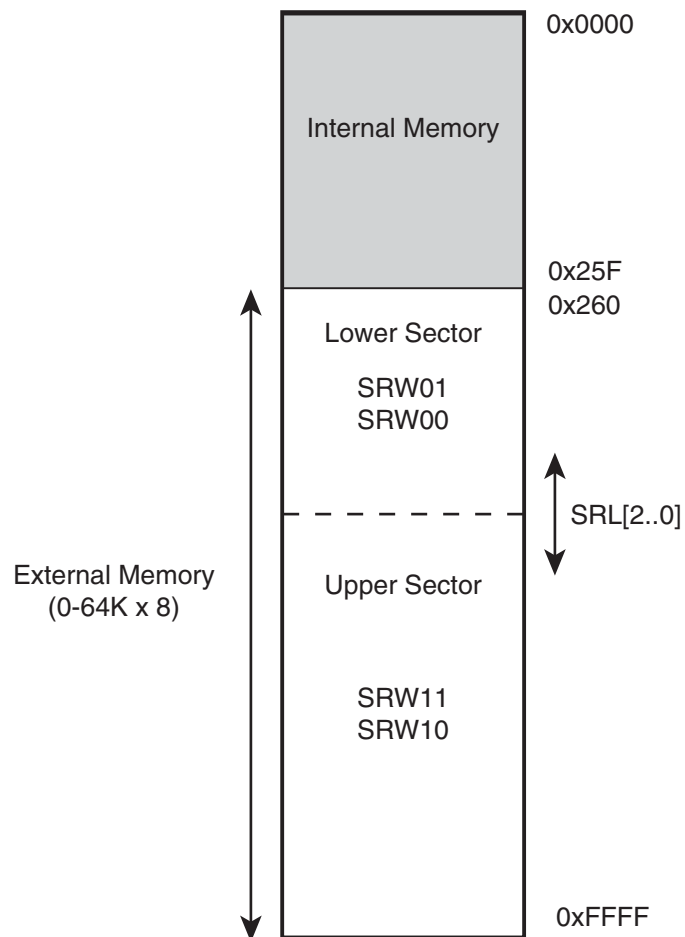 0x0000
Internal Memory
0x25F
0x260
Lower Sector
SRW01
SRW00
SRL[2..0]
External Memory
(0-64K x 8)
Upper Sector
SRW11
SRW10
0xFFFF